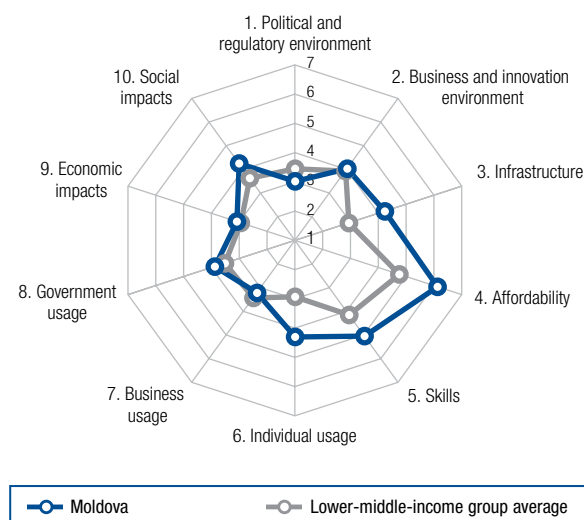 1. Political and
regulatory environment
10. Social
impacts
2. Business and innovation
environment
9. Economic
impacts
3. Infrastructure
8. Government
usage
4. Affordability
7. Business
usage
5. Skills
6. Individual usage
7
6
5
4
3
2
1
Moldova
Lower-middle-income group average